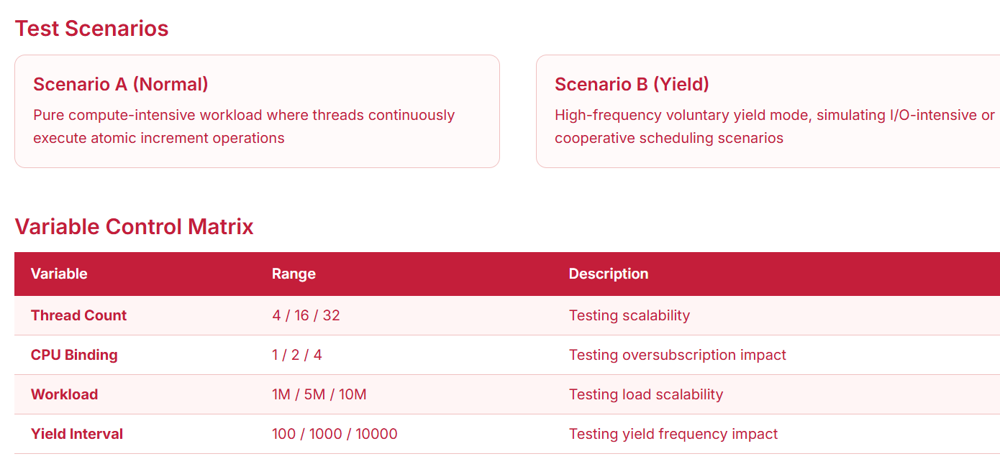 Test Scenarios
Scenario A (Normal)
Pure compute-intensive workload where threads continuously
execute atomic increment operations
Scenario B (Yield)
High-frequency voluntary yield mode, simulating I/O-intensive or
cooperative scheduling scenarios
Variable Control Matrix
Variable Range Description
Thread Count 4 / 16 / 32 Testing scalability
CPU Binding 1 / 2 / 4 Testing oversubscription impact
Workload 1M / 5M / 10M Testing load scalability
Yield Interval 100 / 1000 / 10000 Testing yield frequency impact